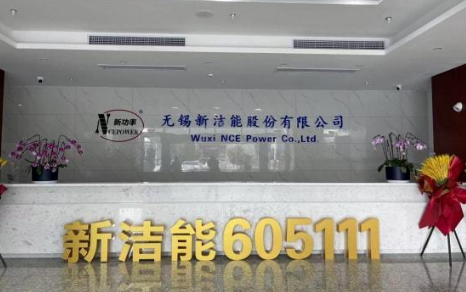 新功率
NCEPOWER
®
无锡新洁能股份有限公司
Wuxi NCE Power Co.,Ltd.
新洁能605111